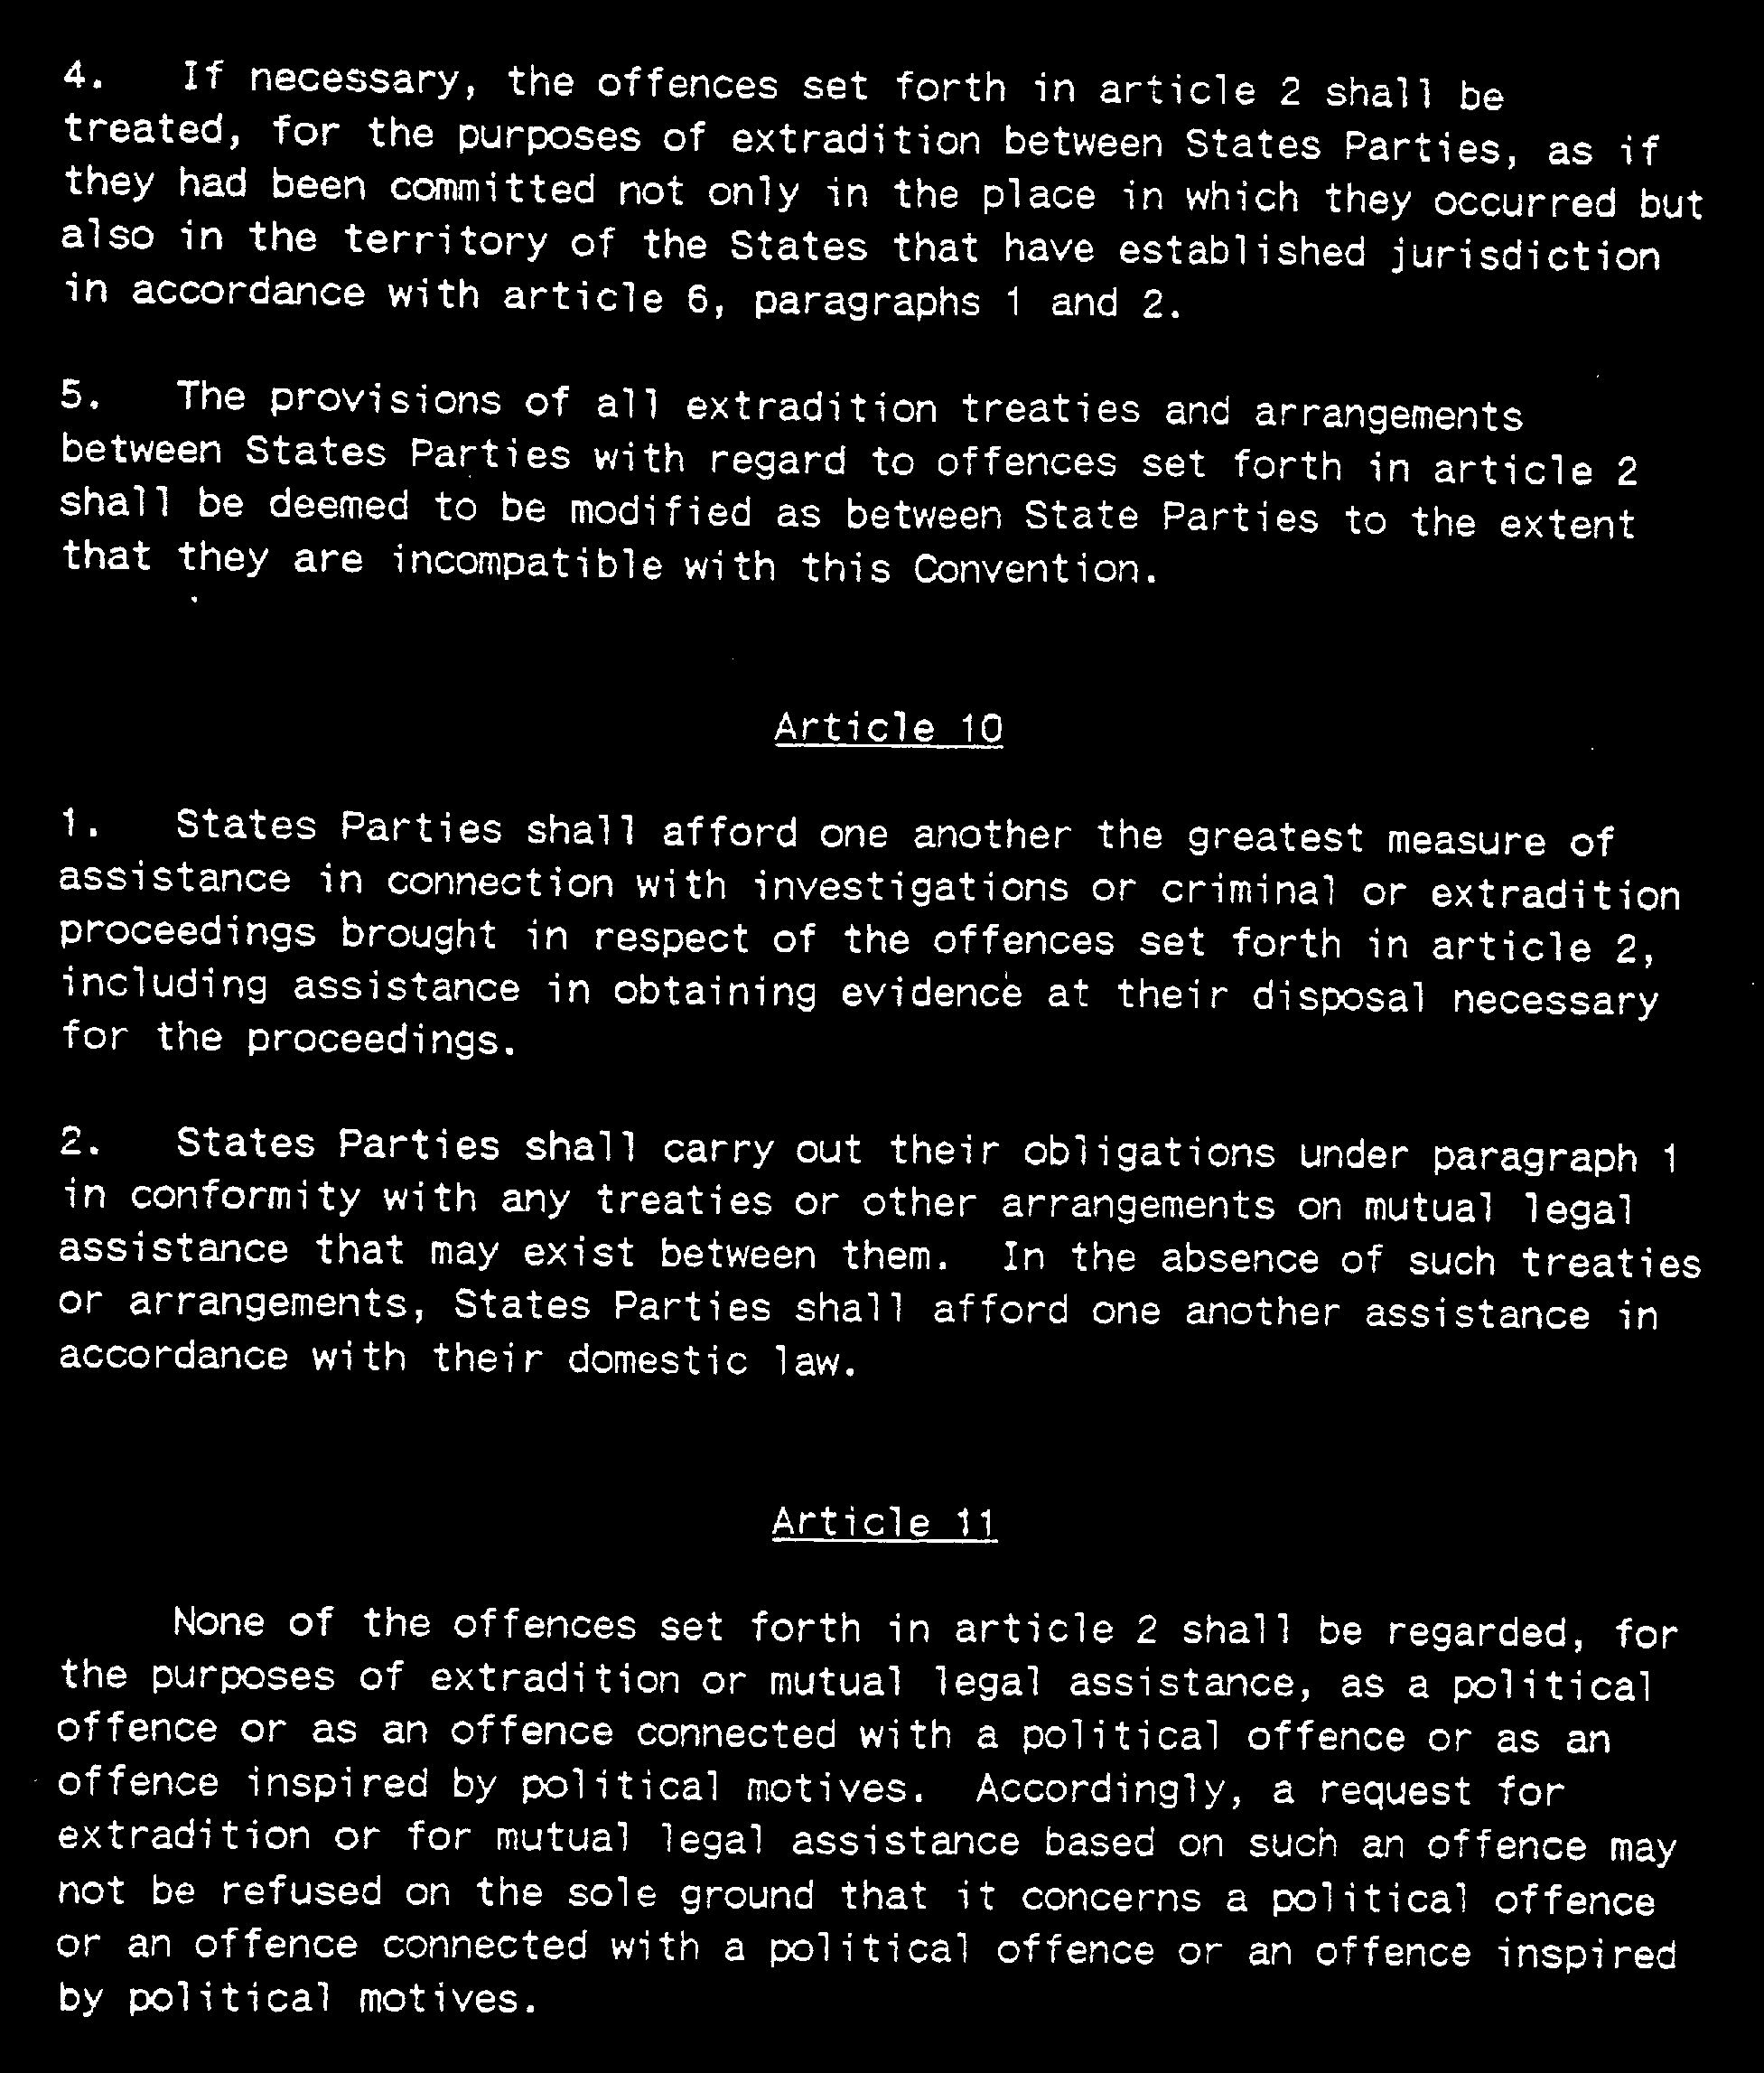 4. If necessary, the offences set forth in article 2 shall be
treated, for the purposes of extradition between States Parties, as if
they had been committed not only in the place in which they occurred but
also in the territory of the States that have established jurisdiction
in accordance with article 6, paragraphs 1 and 2.
5. The provisions of all extradition treaties and arrangements
between States Parties with regard to offences set forth in article 2
shall be deemed to be modified as between State Parties to the extent
that they are incompatible with this Convention.
Article 10
1. States Parties shall afford one another the greatest measure of
assistance in connection with investigations or criminal or extradition
proceedings brought in respect of the offences set forth in article 2,
including assistance in obtaining evidence at their disposal necessary
for the proceedings.
2. States Parties shall carry out their obligations under paragraph 1
in conformity with any treaties or other arrangements on mutual legal
assistance that may exist between them. In the absence of such treaties
or arrangements, States Parties shall afford one another assistance in
accordance with their domestic law.
Article 11
None of the offences set forth in article 2 shall be regarded, for
the purposes of extradition or mutual legal assistance, as a political
offence or as an offence connected with a political offence or as an
offence inspired by political motives. Accordingly, a request for
extradition or for mutual legal assistance based on such an offence may
not be refused on the sole ground that it concerns a political offence
or an offence connected with a political offence or an offence inspired
by political motives.